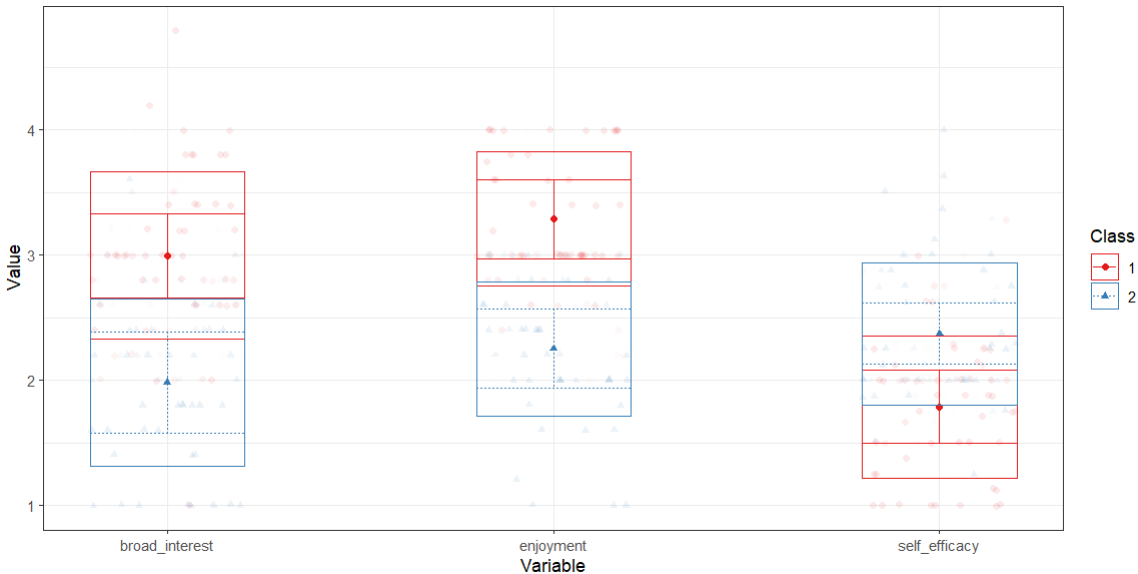 Value
4
3
2
1
broad_interest
enjoyment
self_efficacy
Variable
Class
1
2